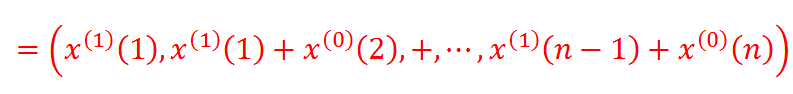 = (x^{(1)}(1), x^{(1)}(1) + x^{(0)}(2), +, ⋯, x^{(1)}(n − 1) + x^{(0)}(n))